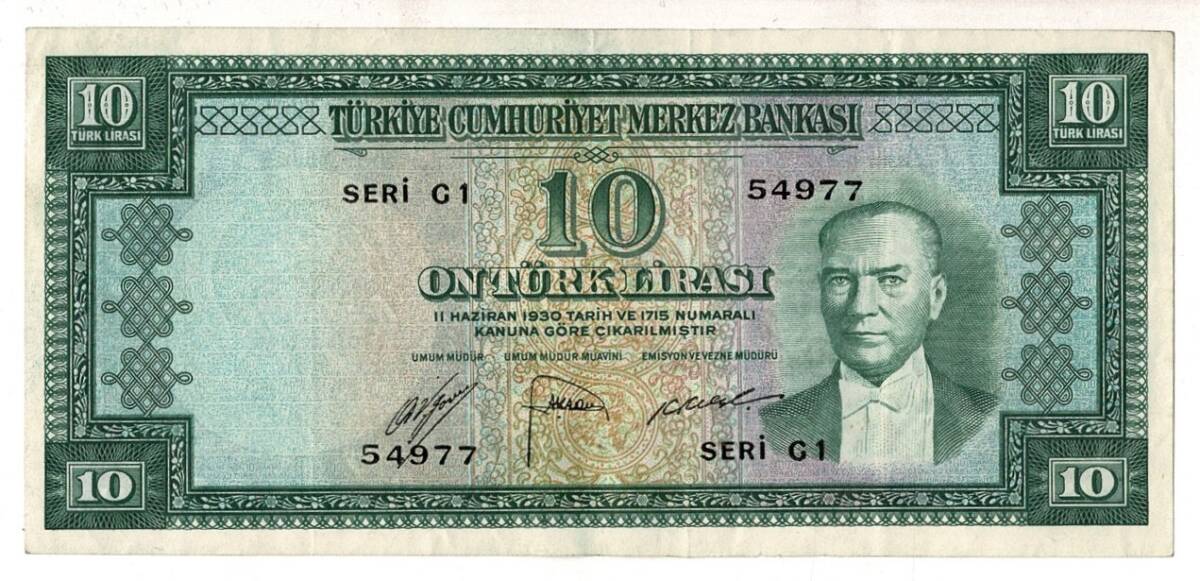 10
TÜRK LİRASI
10
TÜRK LİRASI
TÜRKİYE CUMHURİYET MERKEZ BANKASI
SERİ G1
54977
10
ON TÜRK LİRASI
11 HAZİRAN 1930 TARİH VE 1715 NUMARALI
KANUNA GÖRE ÇIKARILMIŞTIR
UMUM MÜDÜR UMUM MÜDÜR MUAVİNİ EMİSYON VE VEZNE MÜDÜRÜ
54977
SERİ G1
10
10